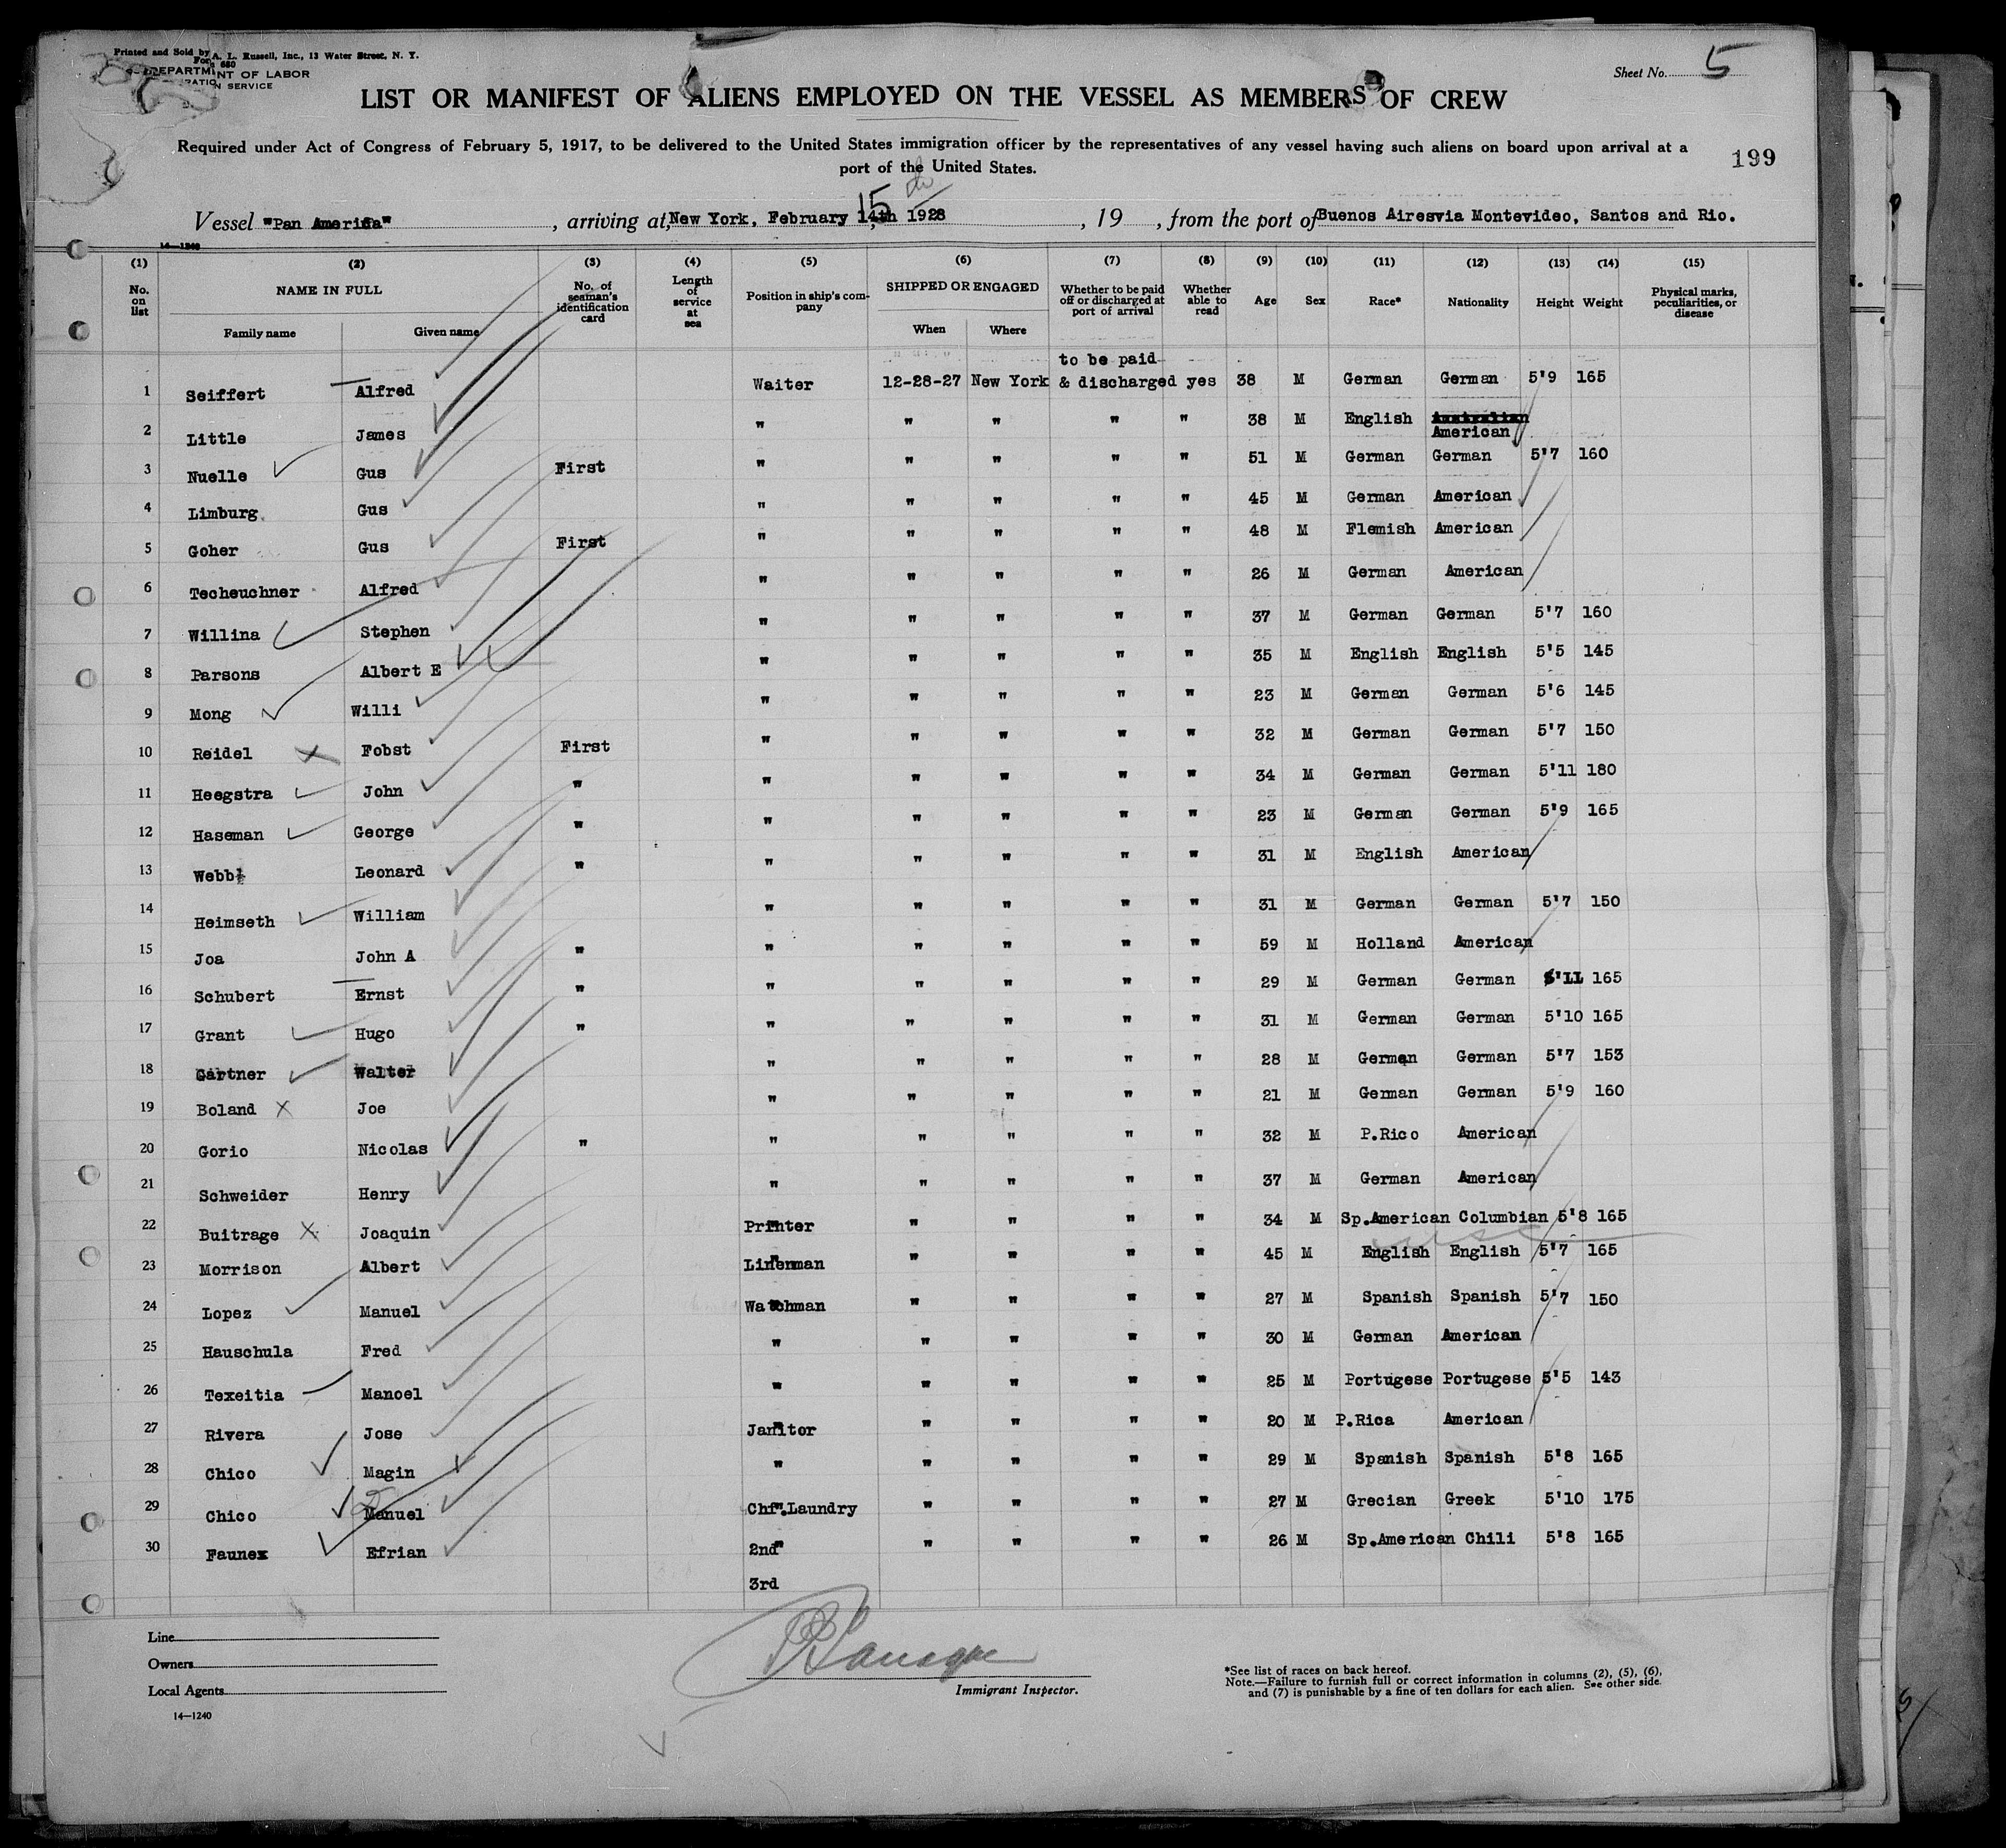 Printed and Sold by A. L. Russell, Inc., 13 Water Street, N. Y.
Form 680
DEPARTMENT OF LABOR
SERVICE
Sheet No. 5
LIST OR MANIFEST OF ALIENS EMPLOYED ON THE VESSEL AS MEMBERS OF CREW
Required under Act of Congress of February 5, 1917, to be delivered to the United States immigration officer by the representatives of any vessel having such aliens on board upon arrival at a
port of the United States.
199
Vessel "Pan America", arriving at, New York, February 14th 1928 15th, 19 , from the port of Buenos Airesvia Montevideo, Santos and Rio.
14—1240
(1) (2) (3) (4) (5) (6) (7) (8) (9) (10) (11) (12) (13) (14) (15)
No. on list NAME IN FULL Family name Given name No. of seaman's identification card Length of service at sea Position in ship's company SHIPPED OR ENGAGED When Where Whether to be paid off or discharged at port of arrival Whether able to read Age Sex Race* Nationality Height Weight Physical marks, peculiarities, or disease
to be paid
1 Seiffert Alfred Waiter 12-28-27 New York & discharged yes 38 M German German 5'9 165
2 Little James " " " " " 38 M English Australian American
3 Nuelle Gus First " " " " " 51 M German German 5'7 160
4 Limburg Gus " " " " " 45 M German American
5 Goher Gus First " " " " " 48 M Flemish American
6 Techeuchner Alfred " " " " " 26 M German American
7 Willina Stephen " " " " " 37 M German German 5'7 160
8 Parsons Albert E " " " " " 35 M English English 5'5 145
9 Mong Willi " " " " " 23 M German German 5'6 145
10 Reidel Fobst First " " " " " 32 M German German 5'7 150
11 Heegstra John " " " " " " 34 M German German 5'11 180
12 Haseman George " " " " " " 23 M German German 5'9 165
13 Webb Leonard " " " " " " 31 M English American
14 Heimseth William " " " " " 31 M German German 5'7 150
15 Joa John A " " " " " " 59 M Holland American
16 Schubert Ernst " " " " " " 29 M German German 5'11 165
17 Grant Hugo " " " " " " 31 M German German 5'10 165
18 Gartner Walter " " " " " 28 M German German 5'7 153
19 Boland Joe " " " " " 21 M German German 5'9 160
20 Gorio Nicolas " " " " " " 32 M P.Rico American
21 Schweider Henry " " " " " 37 M German American
22 Buitrage Joaquin Printer " " " " 34 M Sp.American Columbian 5'8 165
23 Morrison Albert Linenman " " " " 45 M English English 5'7 165
24 Lopez Manuel Watchman " " " " 27 M Spanish Spanish 5'7 150
25 Hauschula Fred " " " " " 30 M German American
26 Texeitia Manoel " " " " " 25 M Portugese Portugese 5'5 143
27 Rivera Jose Janitor " " " " 20 M P.Rica American
28 Chico Magin " " " " " 29 M Spanish Spanish 5'8 165
29 Chico Manuel Chf.Laundry " " " " 27 M Grecian Greek 5'10 175
30 Faunex Efrian 2nd " " " " " 26 M Sp.American Chili 5'8 165
3rd
Line
Owners
Local Agents
14—1240
Immigrant Inspector.
*See list of races on back hereof.
Note.—Failure to furnish full or correct information in columns (2), (5), (6),
and (7) is punishable by a fine of ten dollars for each alien. See other side.